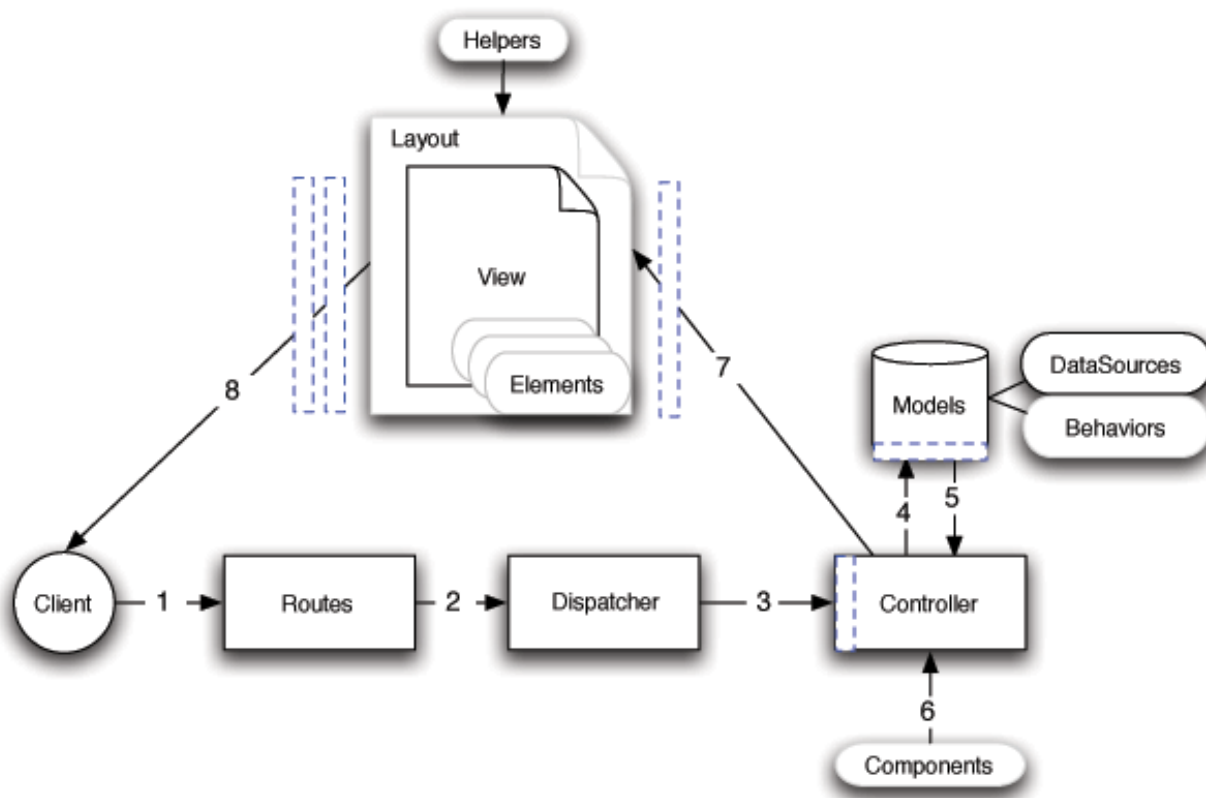 Helpers
Layout
View
Elements
8
7
DataSources
Models
Behaviors
4
5
Client
1
Routes
2
Dispatcher
3
Controller
6
Components